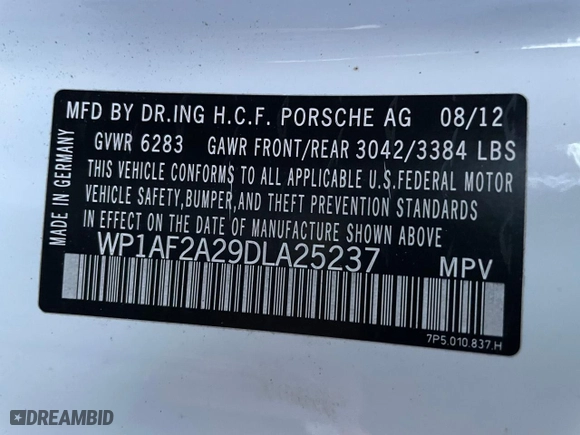 MFD BY DR.ING H.C.F. PORSCHE AG 08/12
GVWR 6283 GAWR FRONT/REAR 3042/3384 LBS
THIS VEHICLE CONFORMS TO ALL APPLICABLE U.S.FEDERAL MOTOR
VEHICLE SAFETY,BUMPER,AND THEFT PREVENTION STANDARDS
IN EFFECT ON THE DATE OF MANUFACTURE SHOWN ABOVE
WP1AF2A29DLA25237 MPV
7P5.010.837.H
MADE IN GERMANY
DREAMBID